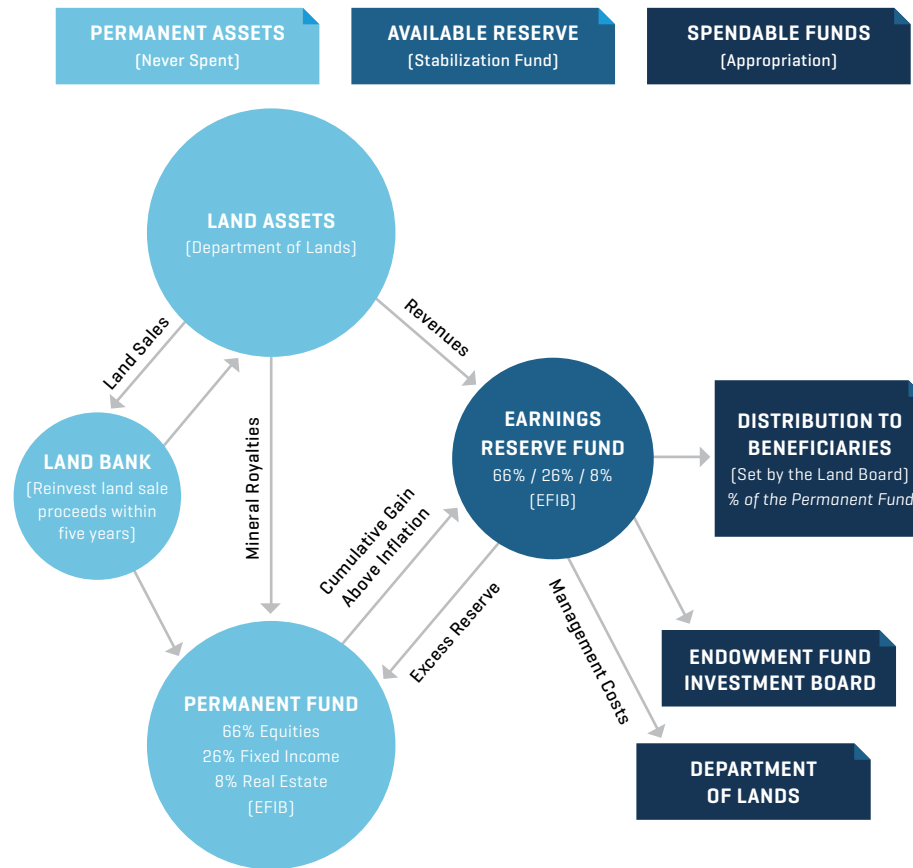 PERMANENT ASSETS
[Never Spent]
AVAILABLE RESERVE
[Stabilization Fund]
SPENDABLE FUNDS
[Appropriation]
LAND ASSETS
[Department of Lands]
Land Sales
Revenues
Mineral Royalties
LAND BANK
[Reinvest land sale
proceeds within
five years]
EARNINGS
RESERVE FUND
66% / 26% / 8%
[EFIB]
DISTRIBUTION TO
BENEFICIARIES
[Set by the Land Board]
% of the Permanent Fund
Cumulative Gain
Above Inflation
Excess Reserve
Management Costs
PERMANENT FUND
66% Equities
26% Fixed Income
8% Real Estate
[EFIB]
ENDOWMENT FUND
INVESTMENT BOARD
DEPARTMENT
OF LANDS